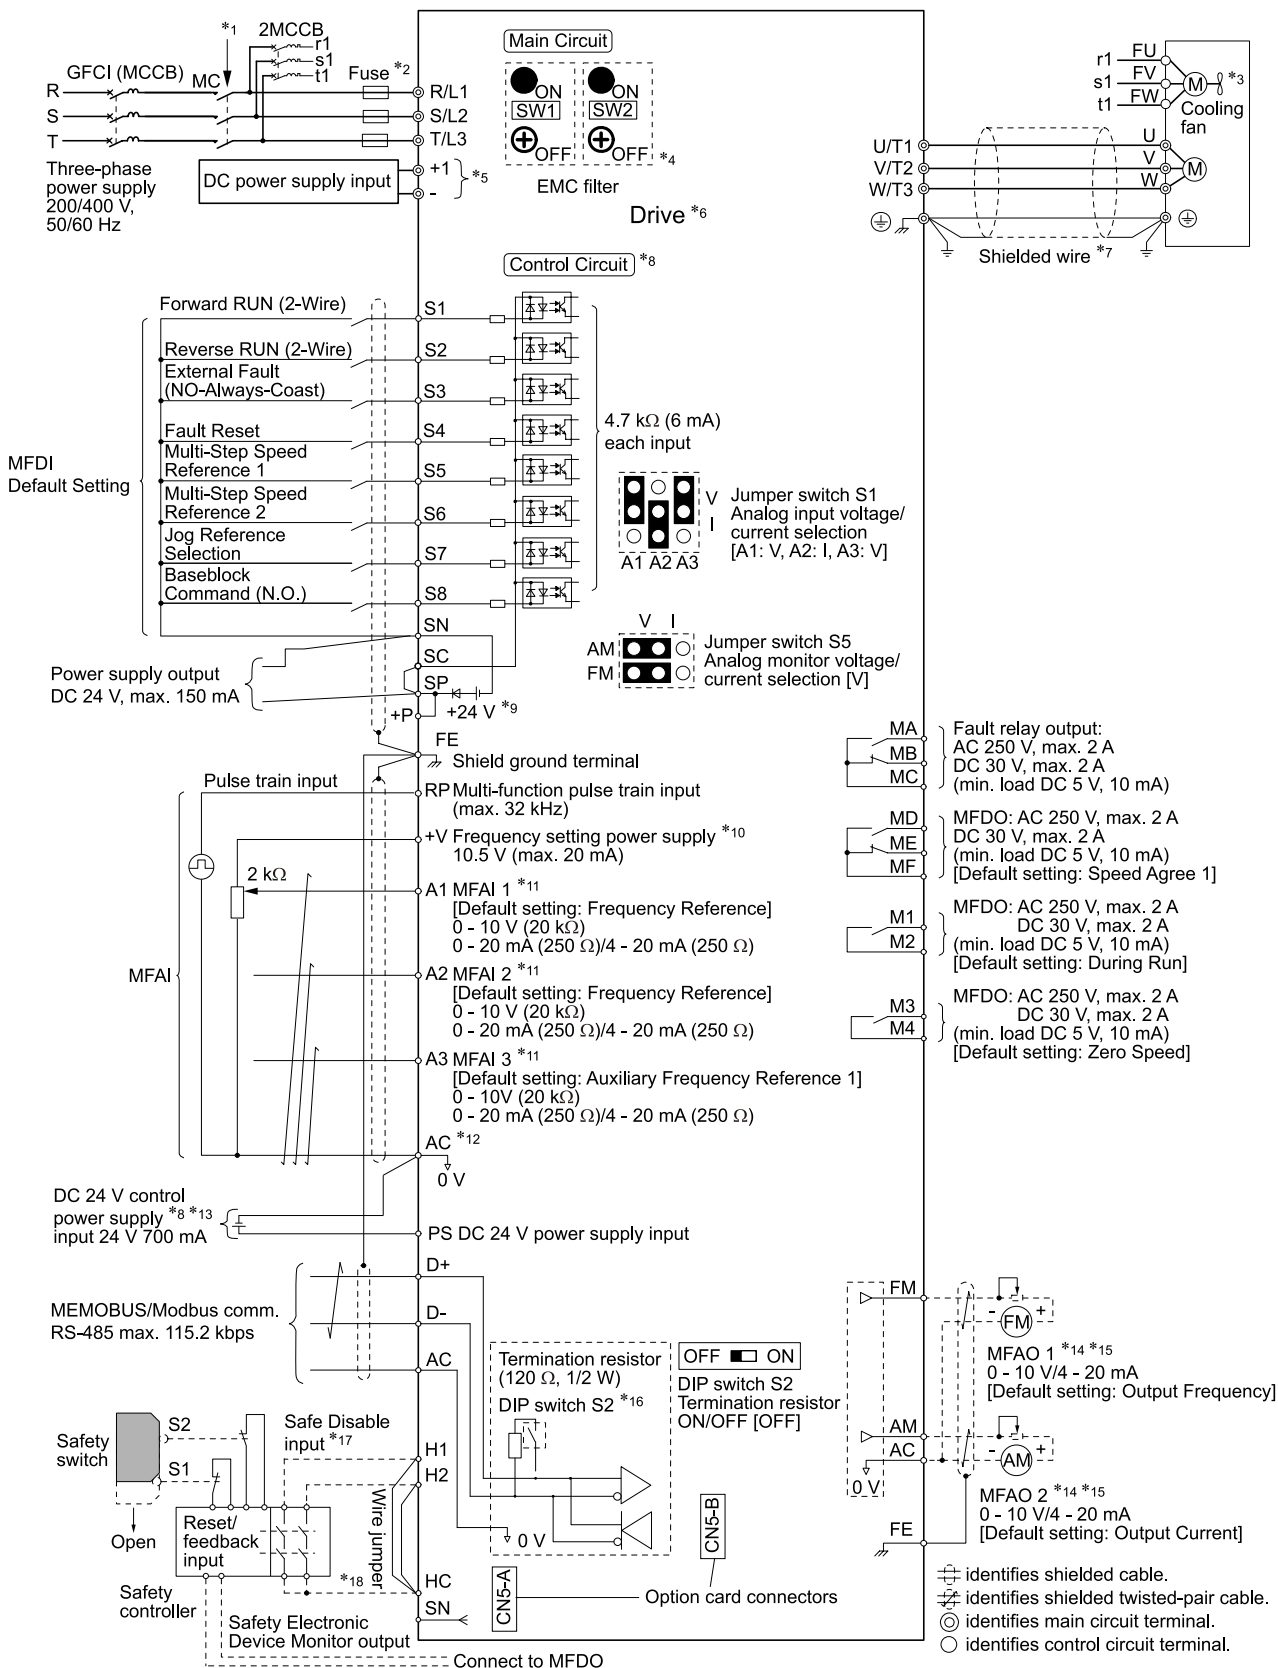 *1
2MCCB
r1
s1
t1
GFCI (MCCB)
MC
Fuse *2
R
S
T
R/L1
S/L2
T/L3
Three-phase
power supply
200/400 V,
50/60 Hz
DC power supply input
+1
-
*5
Main Circuit
ON
SW1
OFF
ON
SW2
OFF
*4
EMC filter
Drive *6
r1
s1
t1
FU
FV
FW
M
*3
Cooling
fan
U/T1
V/T2
W/T3
U
V
W
M
Shielded wire *7
Control Circuit *8
Forward RUN (2-Wire)
S1
Reverse RUN (2-Wire)
S2
External Fault
(NO-Always-Coast)
S3
Fault Reset
S4
Multi-Step Speed
Reference 1
S5
Multi-Step Speed
Reference 2
S6
Jog Reference
Selection
S7
Baseblock
Command (N.O.)
S8
MFDI
Default Setting
4.7 kΩ (6 mA)
each input
V
I
A1 A2 A3
Jumper switch S1
Analog input voltage/
current selection
[A1: V, A2: I, A3: V]
V I
AM
FM
Jumper switch S5
Analog monitor voltage/
current selection [V]
SN
SC
SP
Power supply output
DC 24 V, max. 150 mA
+P
+24 V *9
FE
Shield ground terminal
MA
MB
MC
Fault relay output:
AC 250 V, max. 2 A
DC 30 V, max. 2 A
(min. load DC 5 V, 10 mA)
MD
ME
MF
MFDO: AC 250 V, max. 2 A
DC 30 V, max. 2 A
(min. load DC 5 V, 10 mA)
[Default setting: Speed Agree 1]
M1
M2
MFDO: AC 250 V, max. 2 A
DC 30 V, max. 2 A
(min. load DC 5 V, 10 mA)
[Default setting: During Run]
M3
M4
MFDO: AC 250 V, max. 2 A
DC 30 V, max. 2 A
(min. load DC 5 V, 10 mA)
[Default setting: Zero Speed]
Pulse train input
RP Multi-function pulse train input
(max. 32 kHz)
+V Frequency setting power supply *10
10.5 V (max. 20 mA)
2 kΩ
A1 MFAI 1 *11
[Default setting: Frequency Reference]
0 - 10 V (20 kΩ)
0 - 20 mA (250 Ω)/4 - 20 mA (250 Ω)
MFAI
A2 MFAI 2 *11
[Default setting: Frequency Reference]
0 - 10 V (20 kΩ)
0 - 20 mA (250 Ω)/4 - 20 mA (250 Ω)
A3 MFAI 3 *11
[Default setting: Auxiliary Frequency Reference 1]
0 - 10V (20 kΩ)
0 - 20 mA (250 Ω)/4 - 20 mA (250 Ω)
AC *12
0 V
DC 24 V control
power supply *8 *13
input 24 V 700 mA
PS DC 24 V power supply input
MEMOBUS/Modbus comm.
RS-485 max. 115.2 kbps
D+
D-
AC
Termination resistor
(120 Ω, 1/2 W)
DIP switch S2 *16
0 V
OFF ON
DIP switch S2
Termination resistor
ON/OFF [OFF]
FM
- FM +
MFAO 1 *14 *15
0 - 10 V/4 - 20 mA
[Default setting: Output Frequency]
AM
AC
0 V
- AM +
MFAO 2 *14 *15
0 - 10 V/4 - 20 mA
[Default setting: Output Current]
FE
Safety
switch
S2
S1
Open
Safe Disable
input *17
H1
H2
Wire jumper
Reset/
feedback
input
*18
HC
SN
Safety
controller
Safety Electronic
Device Monitor output
Connect to MFDO
CN5-A
CN5-B
Option card connectors
identifies shielded cable.
identifies shielded twisted-pair cable.
identifies main circuit terminal.
identifies control circuit terminal.